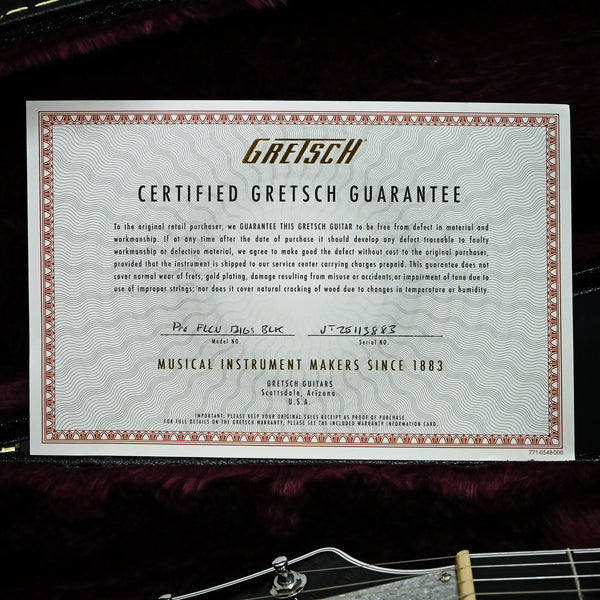 GRETSCH
CERTIFIED GRETSCH GUARANTEE
To the original retail purchaser, we GUARANTEE THIS GRETSCH GUITAR to be free from defect in material and
workmanship. If at any time after the date of purchase it should develop any defect traceable to faulty
workmanship or defective material, we agree to make good the defect without cost to the original purchaser,
provided that the instrument is shipped to our service center carrying charges prepaid. This guarantee does not
cover normal wear of frets, gold plating, damage resulting from misuse or accidents,or impairment of tone due to
use of improper strings; nor does it cover natural cracking of wood due to changes in temperature or humidity.
Pro FLCN BIGS BLK JT25113883
Model NO. Serial NO.
MUSICAL INSTRUMENT MAKERS SINCE 1883
GRETSCH GUITARS
Scottsdale, Arizona
U.S.A.
IMPORTANT: PLEASE KEEP YOUR ORIGINAL SALES RECEIPT AS PROOF OF PURCHASE.
FOR FULL DETAILS ON THE GRETSCH WARRANTY, PLEASE SEE THE INCLUDED WARRANTY INFORMATION CARD.
771-0548-000